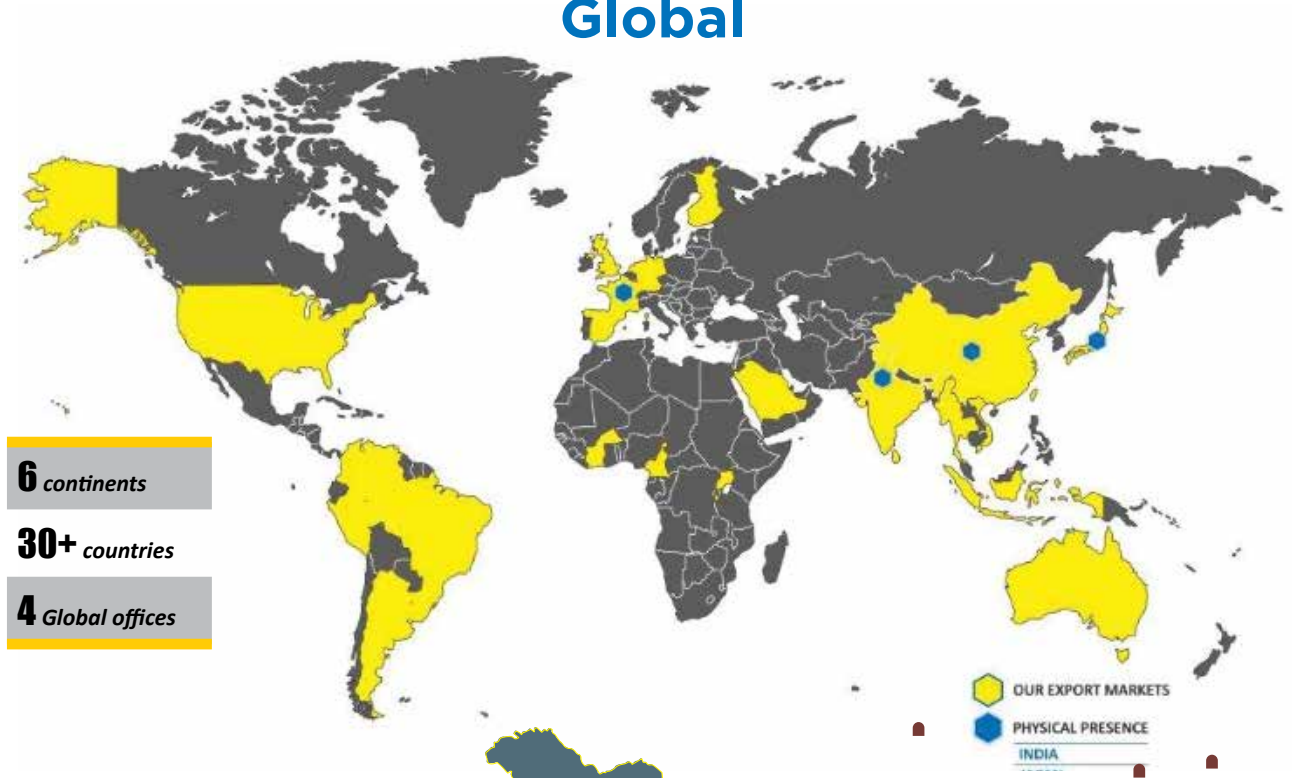 Global
6 continents
30+ countries
4 Global offices
OUR EXPORT MARKETS
PHYSICAL PRESENCE
INDIA